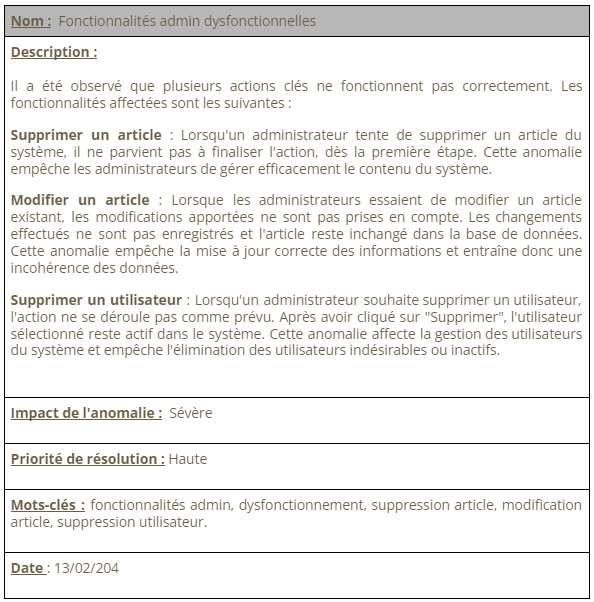 Nom : Fonctionnalités admin dysfonctionnelles
Description :
Il a été observé que plusieurs actions clés ne fonctionnent pas correctement. Les
fonctionnalités affectées sont les suivantes :
Supprimer un article : Lorsqu'un administrateur tente de supprimer un article du
système, il ne parvient pas à finaliser l'action, dès la première étape. Cette anomalie
empêche les administrateurs de gérer efficacement le contenu du système.
Modifier un article : Lorsque les administrateurs essaient de modifier un article
existant, les modifications apportées ne sont pas prises en compte. Les changements
effectués ne sont pas enregistrés et l'article reste inchangé dans la base de données.
Cette anomalie empêche la mise à jour correcte des informations et entraîne donc une
incohérence des données.
Supprimer un utilisateur : Lorsqu'un administrateur souhaite supprimer un utilisateur,
l'action ne se déroule pas comme prévu. Après avoir cliqué sur "Supprimer", l'utilisateur
sélectionné reste actif dans le système. Cette anomalie affecte la gestion des utilisateurs
du système et empêche l'élimination des utilisateurs indésirables ou inactifs.
Impact de l'anomalie : Sévère
Priorité de résolution : Haute
Mots-clés : fonctionnalités admin, dysfonctionnement, suppression article, modification
article, suppression utilisateur.
Date : 13/02/204